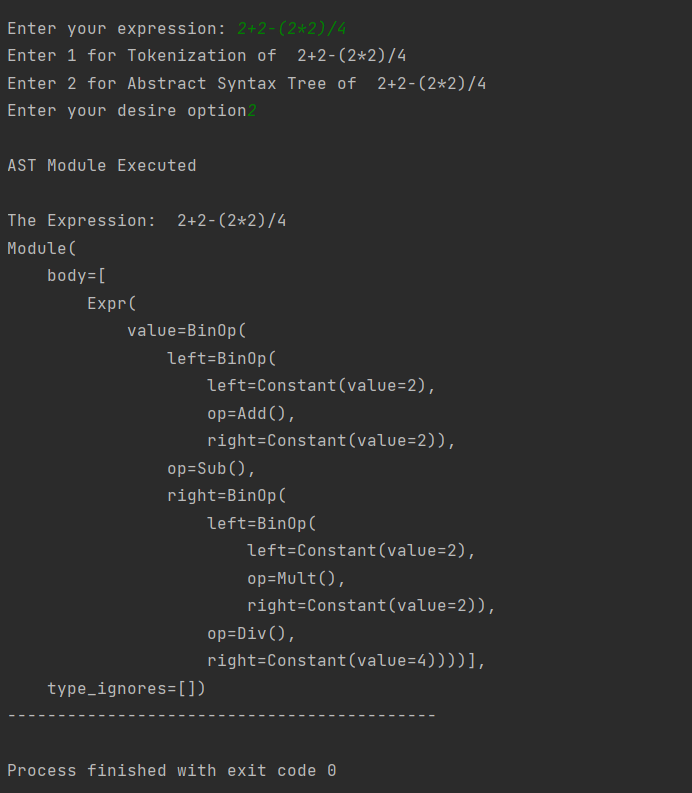 Enter your expression: 2+2-(2*2)/4
Enter 1 for Tokenization of  2+2-(2*2)/4
Enter 2 for Abstract Syntax Tree of  2+2-(2*2)/4
Enter your desire option2
AST Module Executed
The Expression:  2+2-(2*2)/4
Module(
    body=[
        Expr(
            value=BinOp(
                left=BinOp(
                    left=Constant(value=2),
                    op=Add(),
                    right=Constant(value=2)),
                op=Sub(),
                right=BinOp(
                    left=BinOp(
                        left=Constant(value=2),
                        op=Mult(),
                        right=Constant(value=2)),
                    op=Div(),
                    right=Constant(value=4))))],
    type_ignores=[])
-------------------------------------------
Process finished with exit code 0